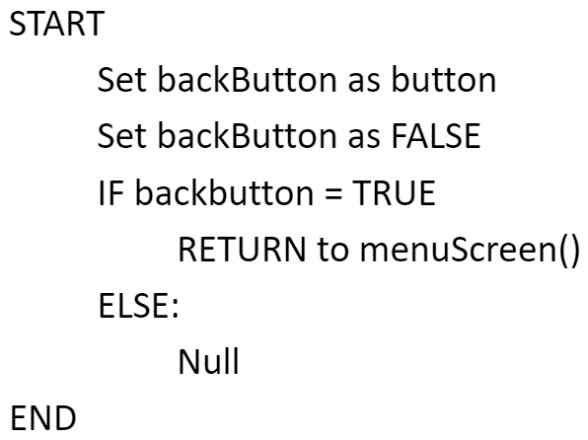 START
Set backButton as button
Set backButton as FALSE
IF backbutton = TRUE
RETURN to menuScreen()
ELSE:
Null
END